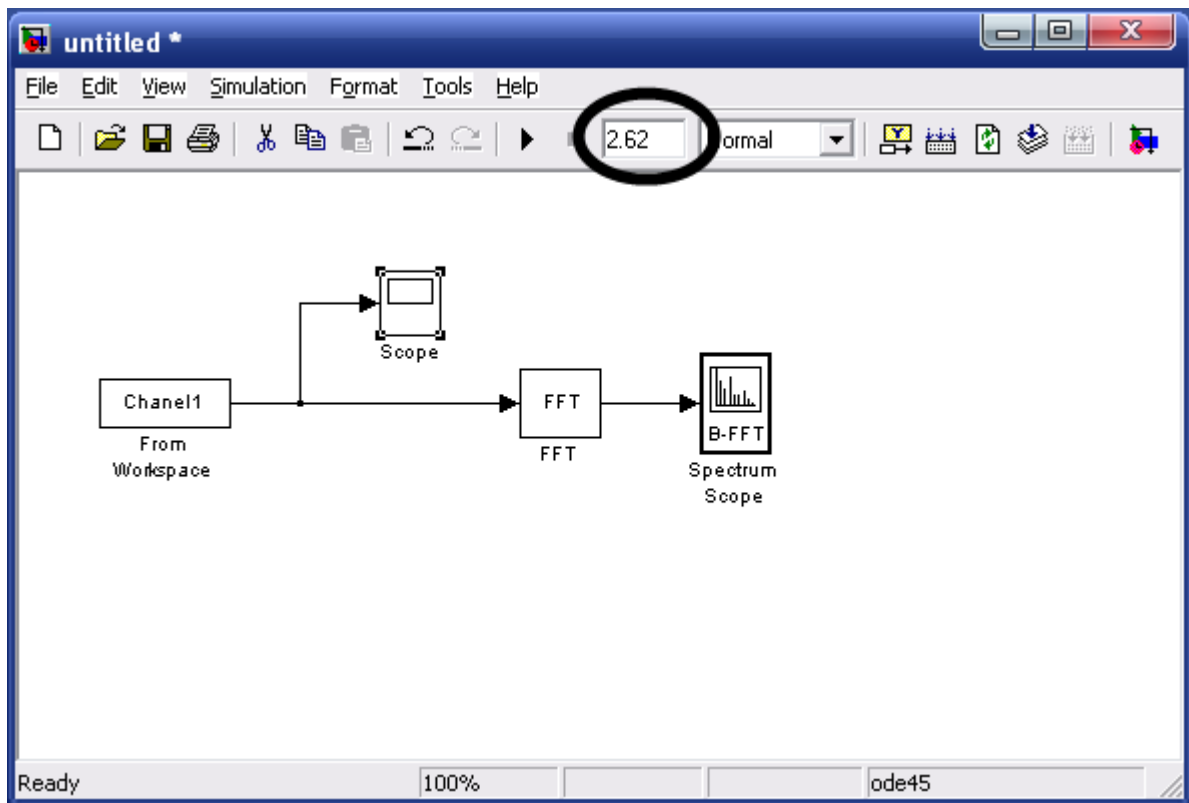 untitled *
File Edit View Simulation Format Tools Help
2.62 ormal
Scope
Chanel1
From
Workspace
FFT
FFT
B-FFT
Spectrum
Scope
Ready 100% ode45